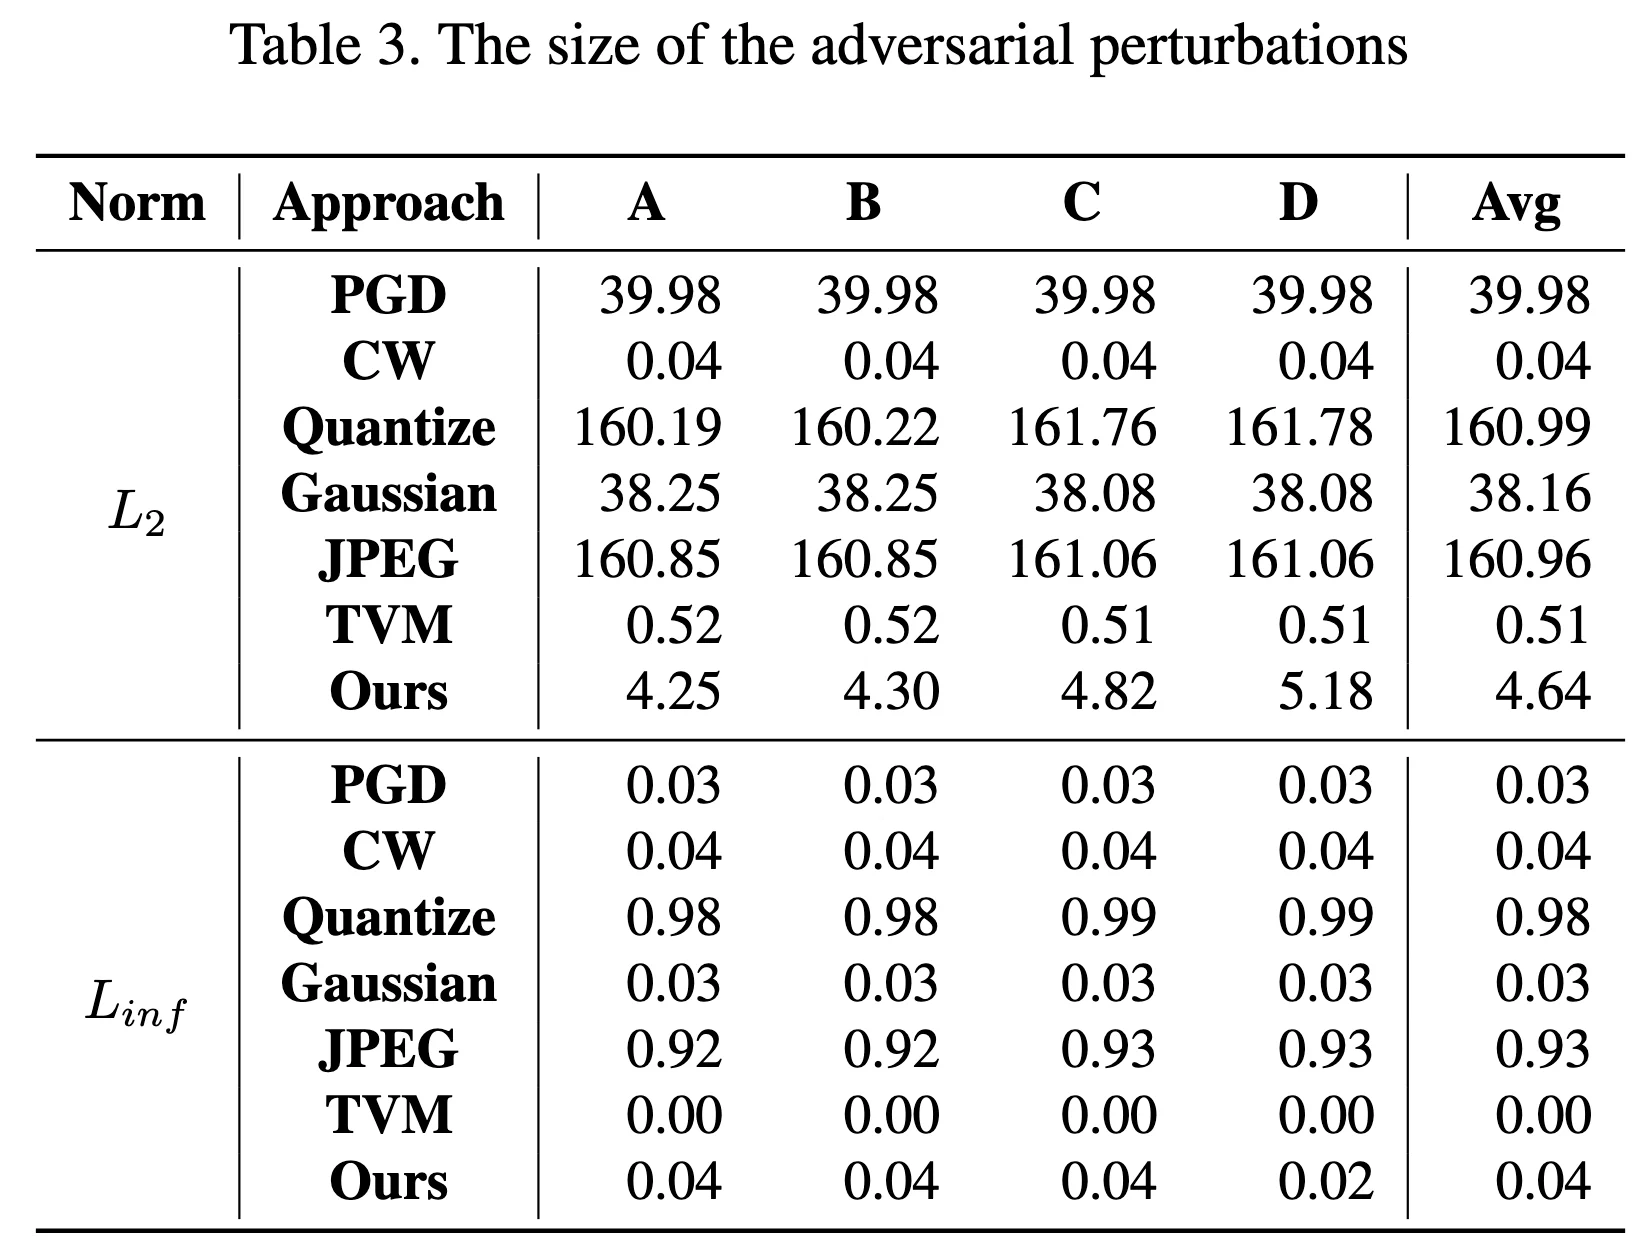 Table 3. The size of the adversarial perturbations
Norm Approach A B C D Avg
L2
PGD 39.98 39.98 39.98 39.98 39.98
CW 0.04 0.04 0.04 0.04 0.04
Quantize 160.19 160.22 161.76 161.78 160.99
Gaussian 38.25 38.25 38.08 38.08 38.16
JPEG 160.85 160.85 161.06 161.06 160.96
TVM 0.52 0.52 0.51 0.51 0.51
Ours 4.25 4.30 4.82 5.18 4.64
Linf
PGD 0.03 0.03 0.03 0.03 0.03
CW 0.04 0.04 0.04 0.04 0.04
Quantize 0.98 0.98 0.99 0.99 0.98
Gaussian 0.03 0.03 0.03 0.03 0.03
JPEG 0.92 0.92 0.93 0.93 0.93
TVM 0.00 0.00 0.00 0.00 0.00
Ours 0.04 0.04 0.04 0.02 0.04